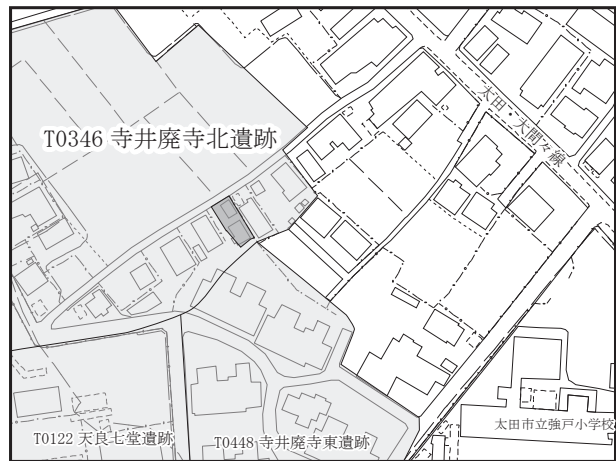 太田・大間々線
T0346 寺井廃寺北遺跡
T0122 天良七堂遺跡
T0448 寺井廃寺東遺跡
太田市立強戸小学校